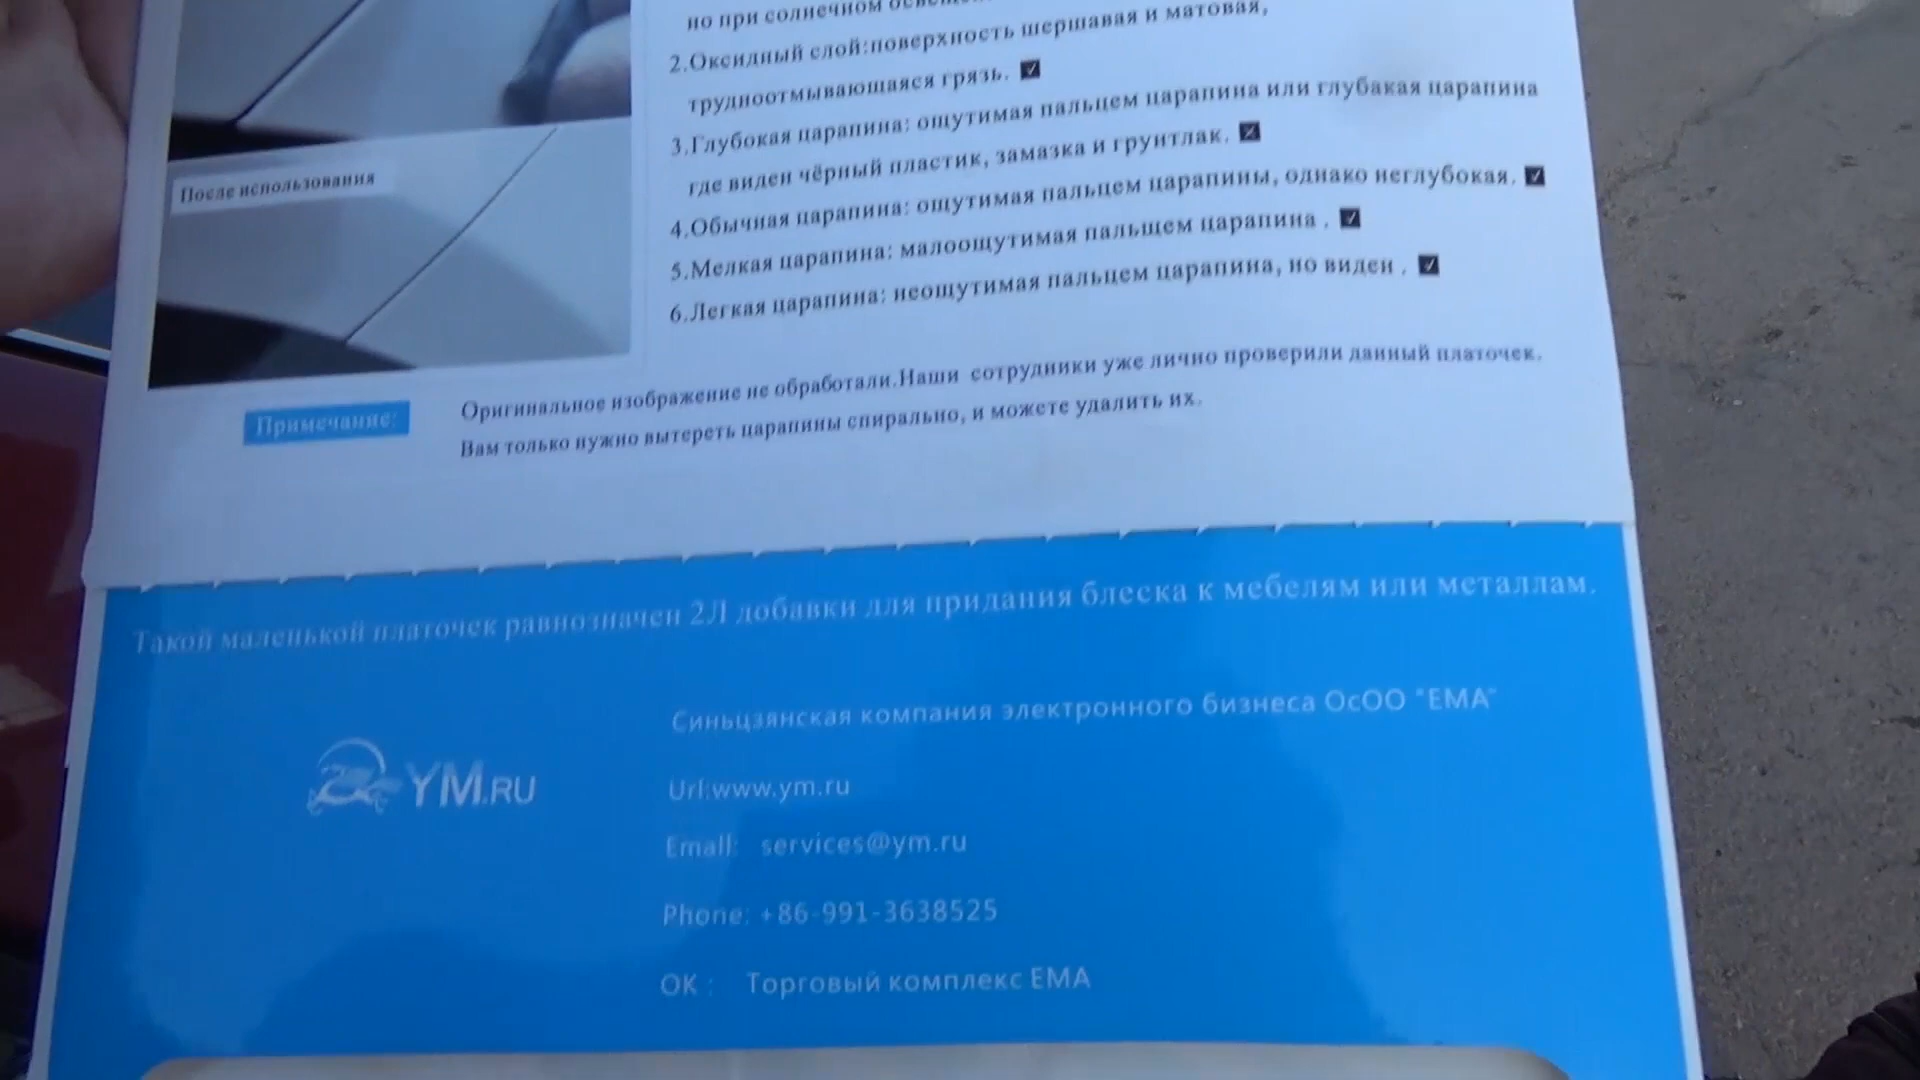 но при солнечном
2.Оксидный слой:поверхность шершавая и матовая,
трудноотмывающаяся грязь.
3.Глубокая царапина: ощутимая пальцем царапина или глубакая царапина
где виден чёрный пластик, замазка и грунтлак.
4.Обычная царапина: ощутимая пальцем царапины, однако неглубокая.
5.Мелкая царапина: малоощутимая пальцем царапина .
6.Легкая царапина: неощутимая пальцем царапина, но виден .
После использования
Примечание:
Оригинальное изображение не обработали.Наши сотрудники уже лично проверили данный платочек.
Вам только нужно вытереть царапины спирально, и можете удалить их.
Такой маленькой платочек равнозначен 2Л добавки для придания блеска к мебелям или металлам.
YM.RU
Синьцзянская компания электронного бизнеса ОсОО "ЕМА"
Url:www.ym.ru
Emall: services@ym.ru
Phone: +86-991-3638525
ОК : Торговый комплекс ЕМА